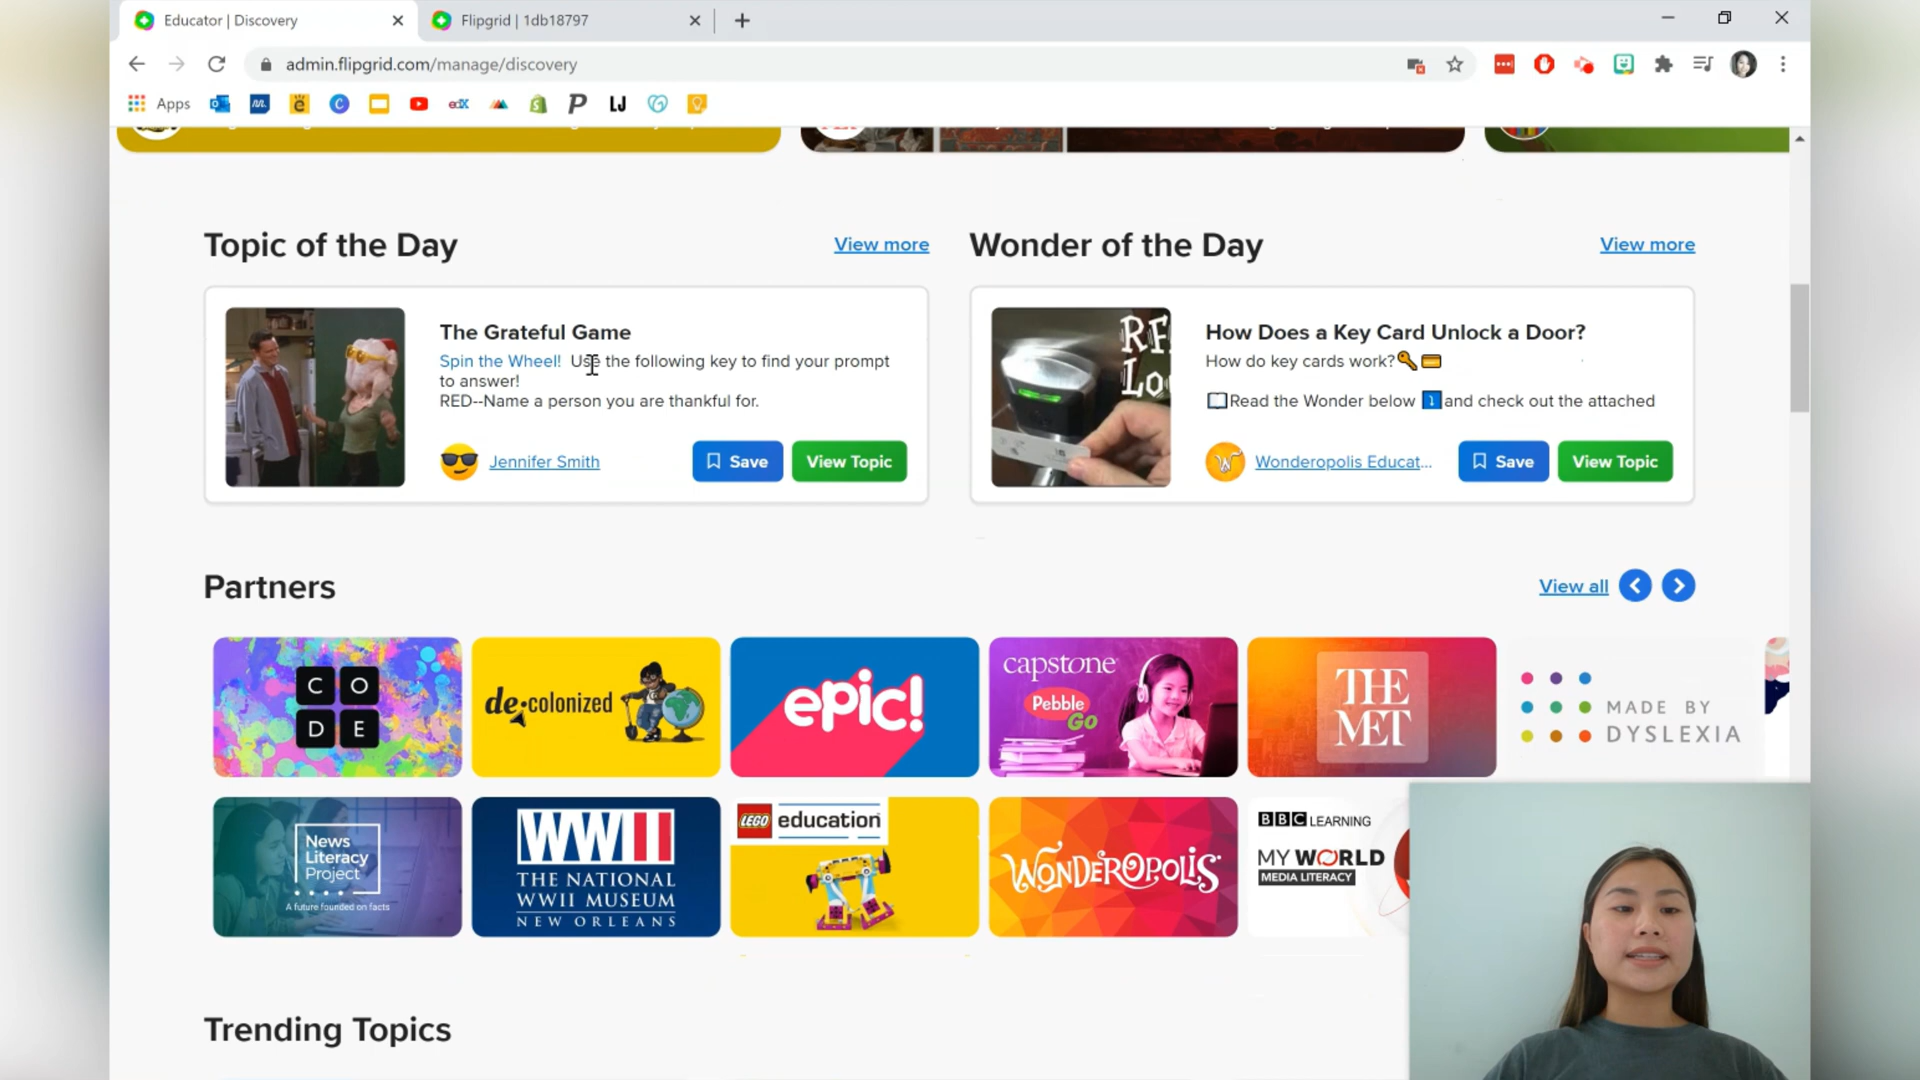 Educator | Discovery
Flipgrid | 1db18797
admin.flipgrid.com/manage/discovery
Apps
Topic of the Day
View more
Wonder of the Day
View more
The Grateful Game
Spin the Wheel! Use the following key to find your prompt
to answer!
RED--Name a person you are thankful for.
Jennifer Smith
Save
View Topic
RF
Lo
How Does a Key Card Unlock a Door?
How do key cards work?🔑💳
📖Read the Wonder below ⤵️and check out the attached
Wonderopolis Educat...
Save
View Topic
Partners
View all
CODE
de•colonized
epic!
capstone
Pebble
Go
THE
MET
MADE BY
DYSLEXIA
News
Literacy
Project
A future founded on facts
WWII
THE NATIONAL
WWII MUSEUM
NEW ORLEANS
LEGO education
WONDEROPOLIS
BBC LEARNING
MY WORLD
MEDIA LITERACY
Trending Topics